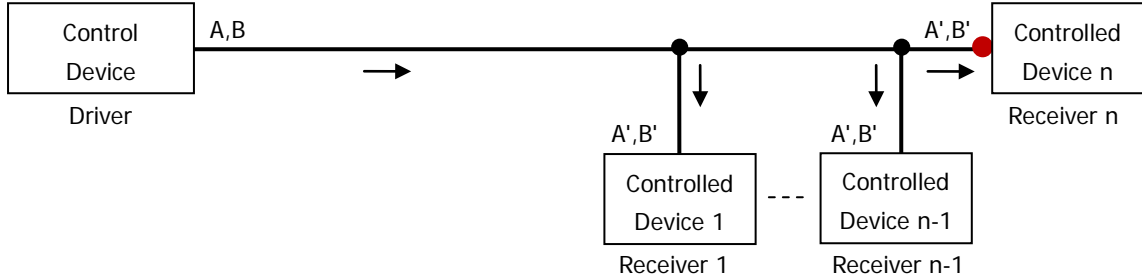 Control
Device
Driver
A,B
A',B'
Controlled
Device n
Receiver n
A',B'
Controlled
Device 1
Receiver 1
A',B'
Controlled
Device n-1
Receiver n-1